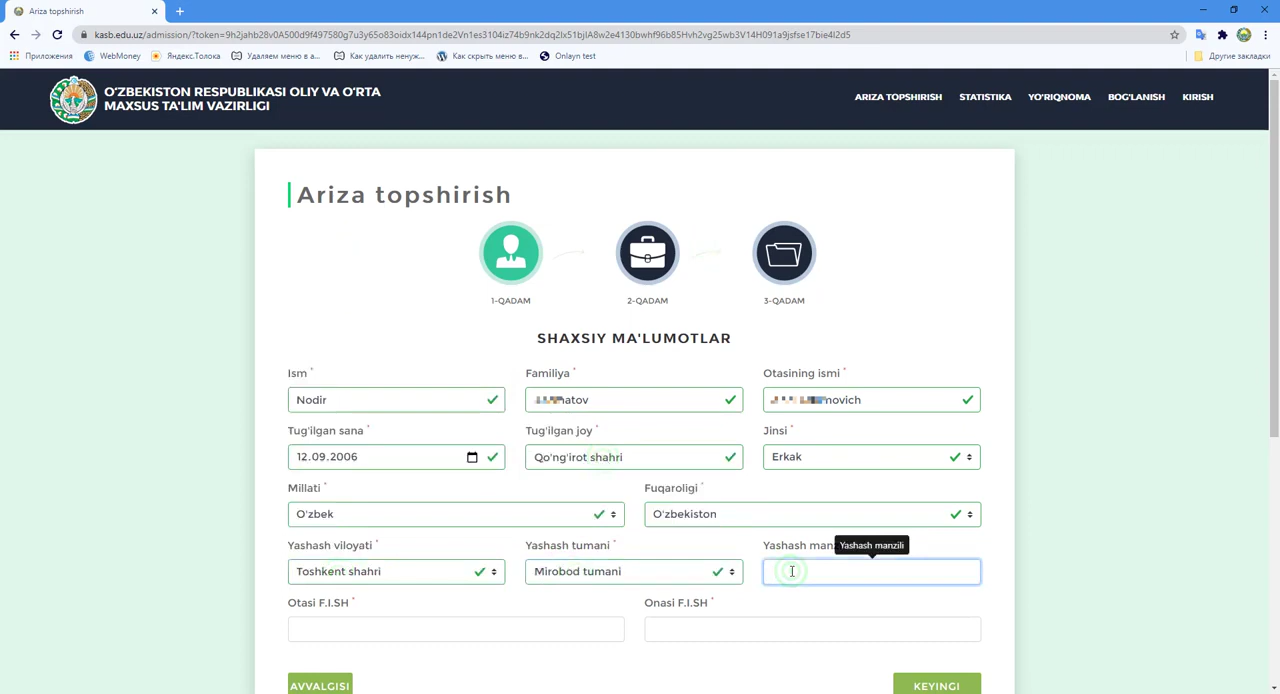 Ariza topshirish
kasb.edu.uz/admission/?token=9h2jahb28v0A500d9f497580g7u3y65o83oidx144pn1de2Vn1es3104iz74b9nk2dq2lx51bjIA8w2e4130bwhf96b85Hvh2vg25wb3V14H091a9jsfse17bie4l2d5
Приложения WebMoney Яндекс.Толока Удаляем меню в а... Как удалить ненуж... Как скрыть меню в... Onlayn test Другие закладки
O'ZBEKISTON RESPUBLIKASI OLIY VA O'RTA
MAXSUS TA'LIM VAZIRLIGI
ARIZA TOPSHIRISH STATISTIKA YO'RIQNOMA BOG'LANISH KIRISH
Ariza topshirish
1-QADAM 2-QADAM 3-QADAM
SHAXSIY MA'LUMOTLAR
Ism * Familiya * Otasining ismi *
Nodir atov movich
Tug'ilgan sana * Tug'ilgan joy * Jinsi *
12.09.2006 Qo'ng'irot shahri Erkak
Millati * Fuqaroligi *
O'zbek O'zbekiston
Yashash viloyati * Yashash tumani * Yashash Yashash manzili
Toshkent shahri Mirobod tumani
Otasi F.I.SH * Onasi F.I.SH *
AVVALGISI KEYINGI